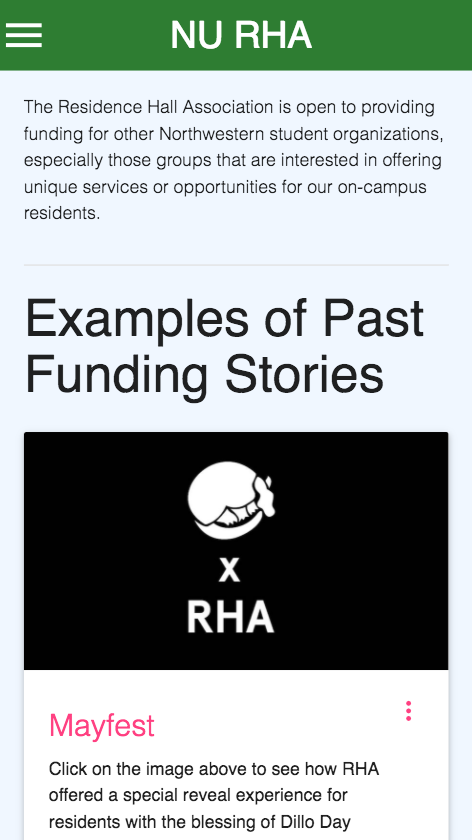 NU RHA
The Residence Hall Association is open to providing
funding for other Northwestern student organizations,
especially those groups that are interested in offering
unique services or opportunities for our on-campus
residents.
Examples of Past
Funding Stories
X
RHA
Mayfest
Click on the image above to see how RHA
offered a special reveal experience for
residents with the blessing of Dillo Day